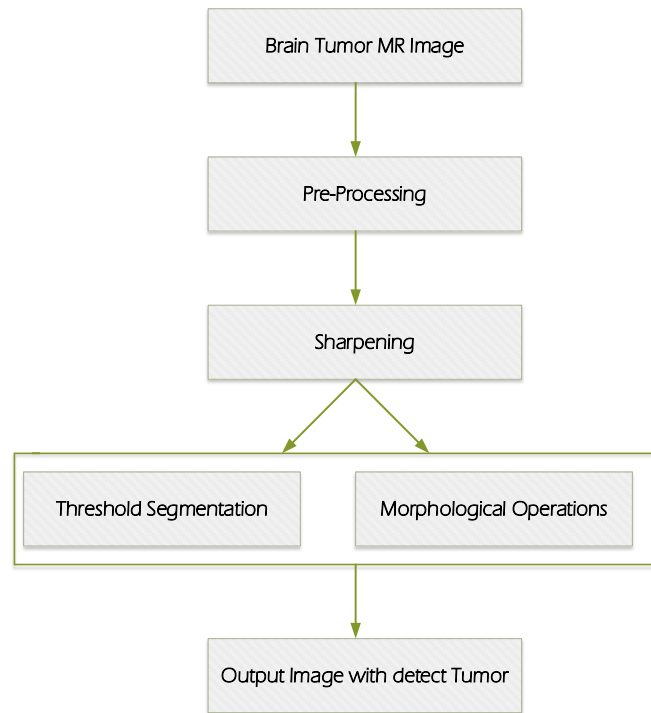 Brain Tumor MR Image
Pre-Processing
Sharpening
Threshold Segmentation
Morphological Operations
Output Image with detect Tumor